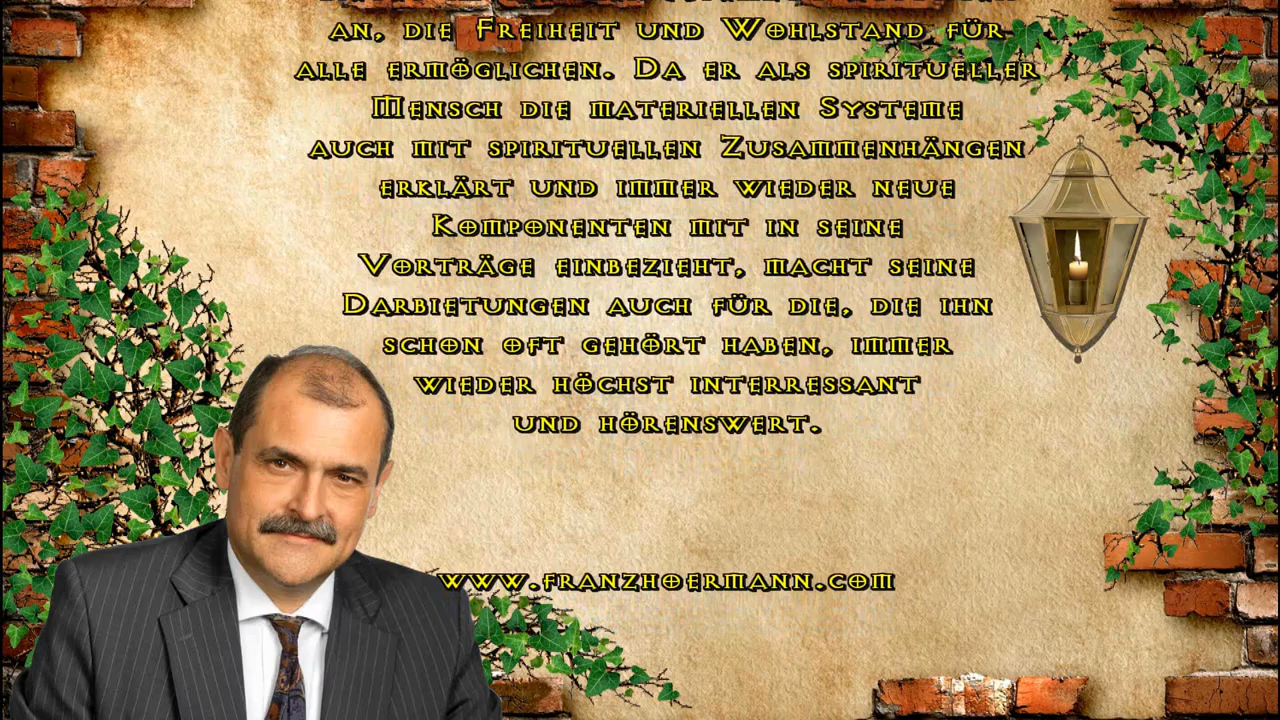 an, die Freiheit und Wohlstand für
alle ermöglichen. Da er als spiritueller
Mensch die materiellen Systeme
auch mit spirituellen Zusammenhängen
erklärt und immer wieder neue
Komponenten mit in seine
Vorträge einbezieht, macht seine
Darbietungen auch für die, die ihn
schon oft gehört haben, immer
wieder höchst interressant
und hörenswert.
www.franzhoermann.com